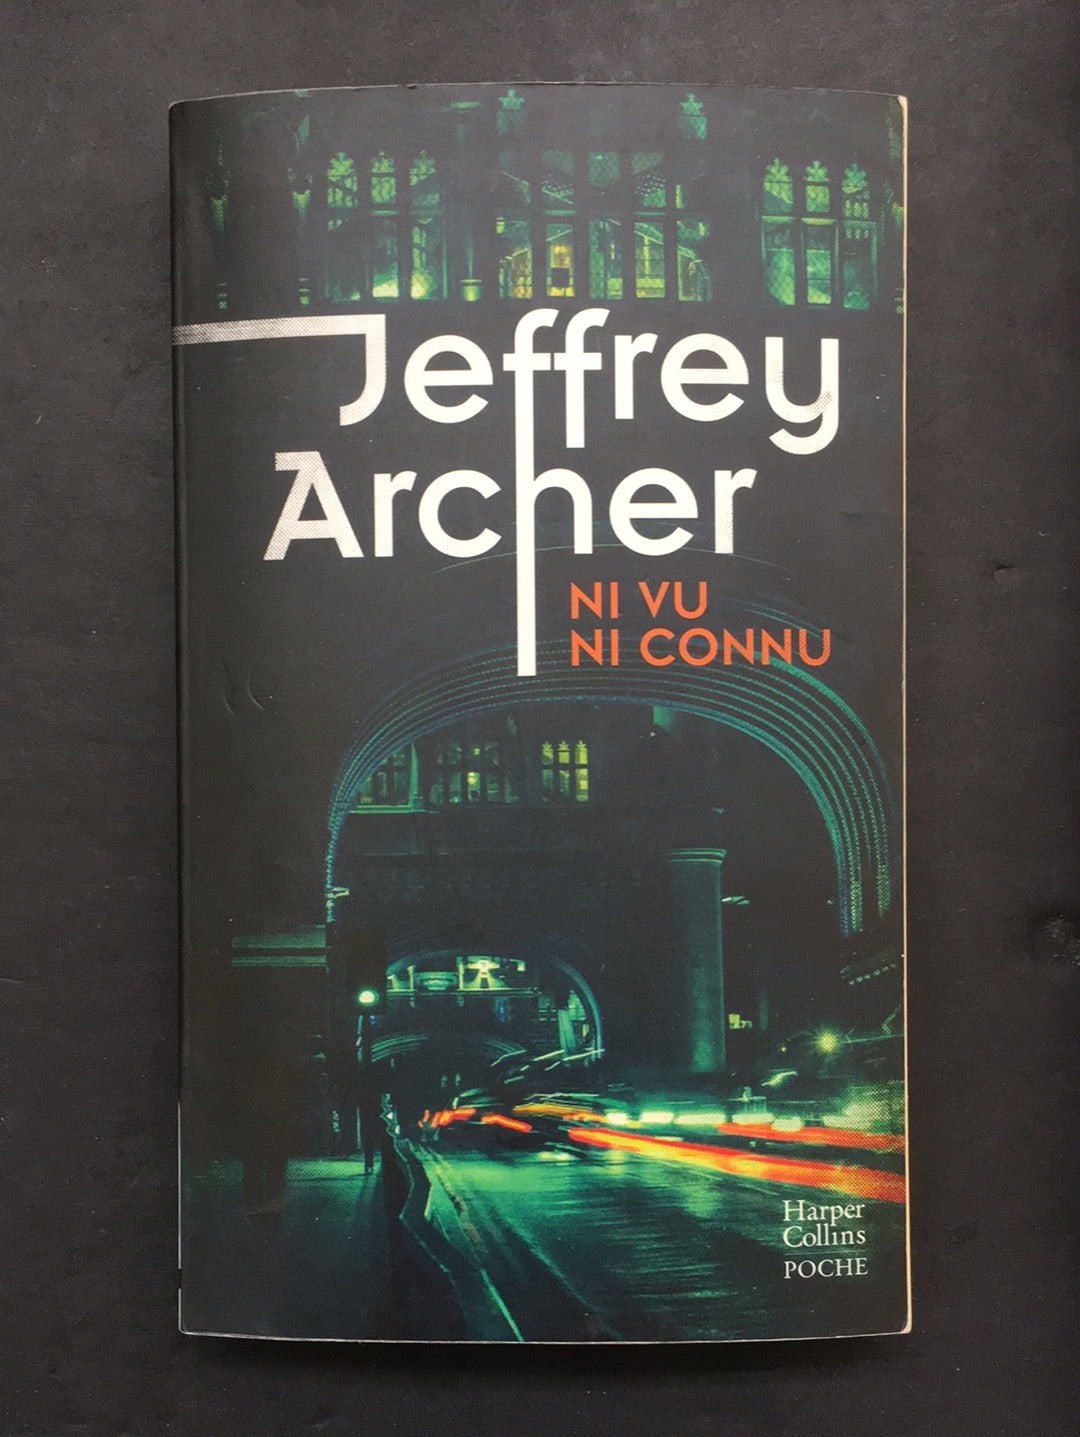 Jeffrey
Archer
NI VU
NI CONNU
Harper
Collins
POCHE